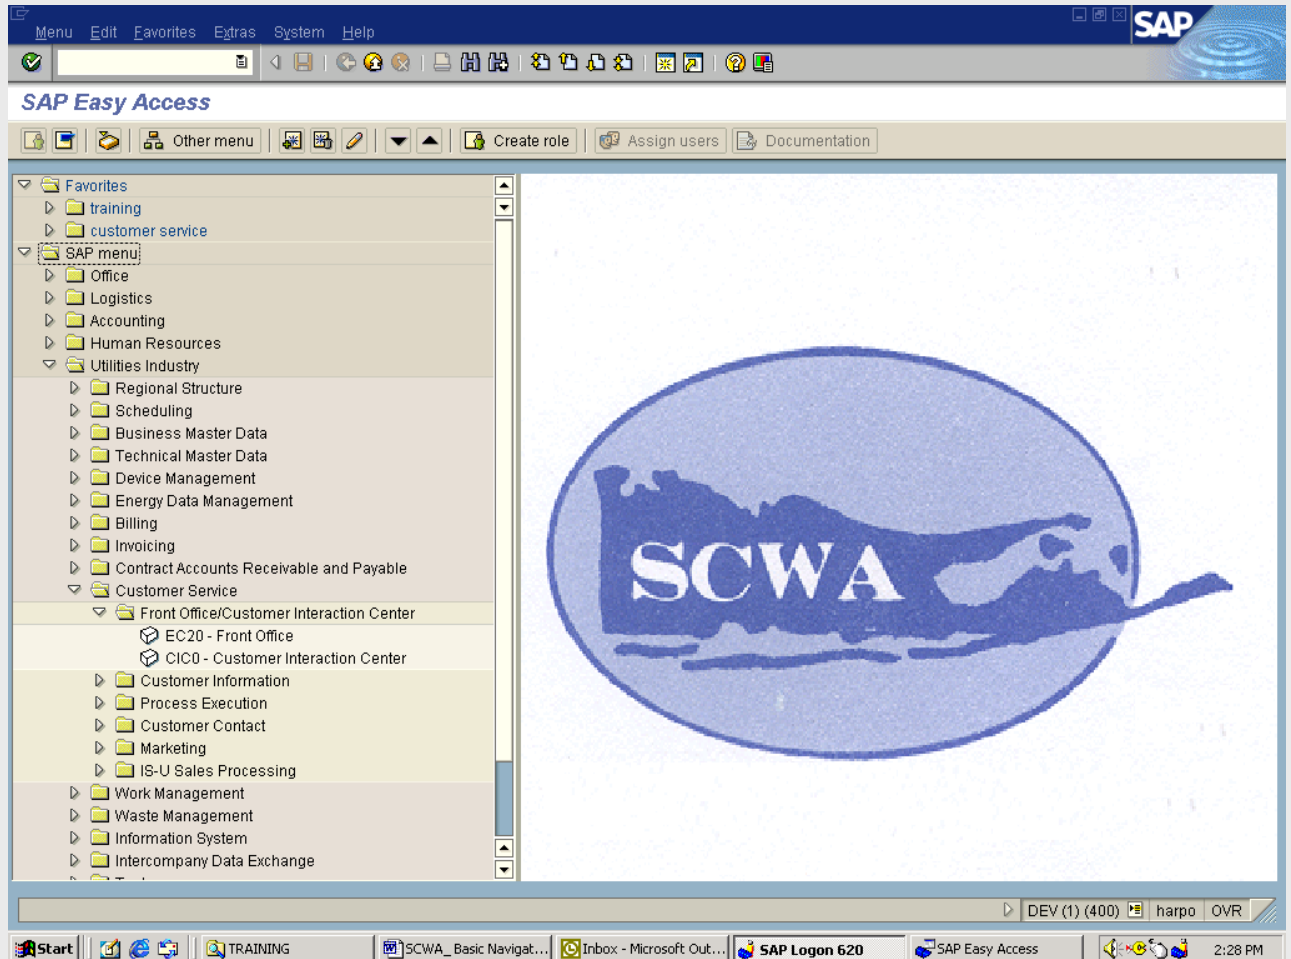 Menu Edit Favorites Extras System Help
SAP
SAP Easy Access
Other menu Create role Assign users Documentation
Favorites
training
customer service
SAP menu
Office
Logistics
Accounting
Human Resources
Utilities Industry
Regional Structure
Scheduling
Business Master Data
Technical Master Data
Device Management
Energy Data Management
Billing
Invoicing
Contract Accounts Receivable and Payable
Customer Service
Front Office/Customer Interaction Center
EC20 - Front Office
CIC0 - Customer Interaction Center
Customer Information
Process Execution
Customer Contact
Marketing
IS-U Sales Processing
Work Management
Waste Management
Information System
Intercompany Data Exchange
SCWA
DEV (1) (400) harpo OVR
Start TRAINING SCWA_ Basic Navigat... Inbox - Microsoft Out... SAP Logon 620 SAP Easy Access 2:28 PM